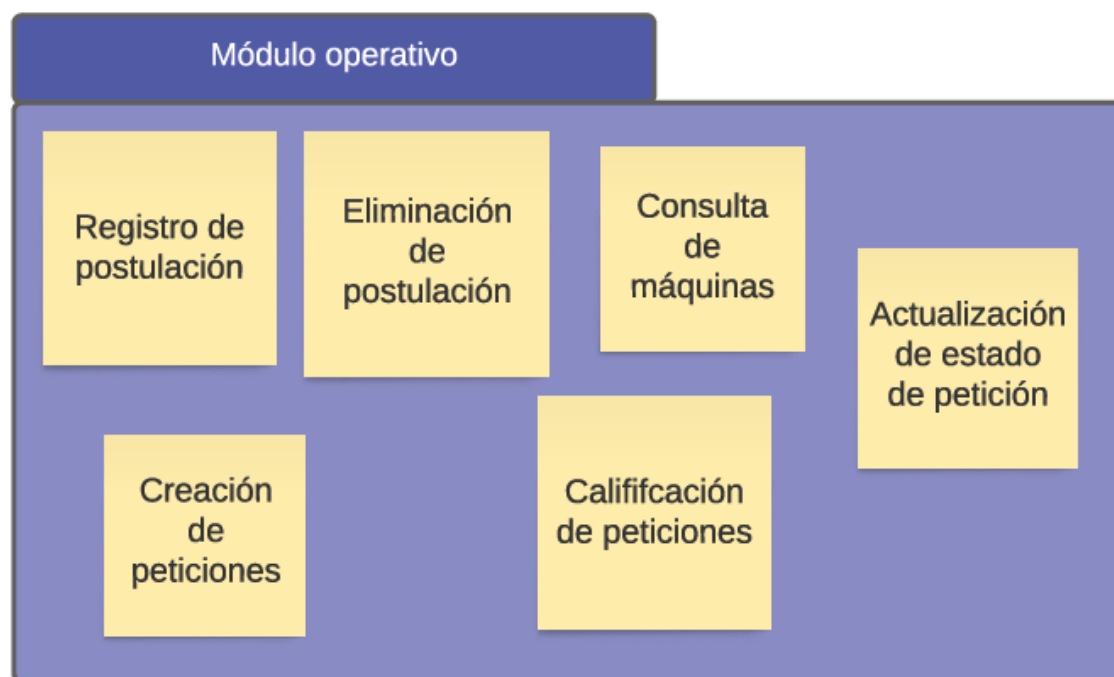 Módulo operativo
Registro de
postulación
Eliminación
de
postulación
Consulta
de
máquinas
Actualización
de estado
de petición
Creación
de
peticiones
Calififcación
de peticiones